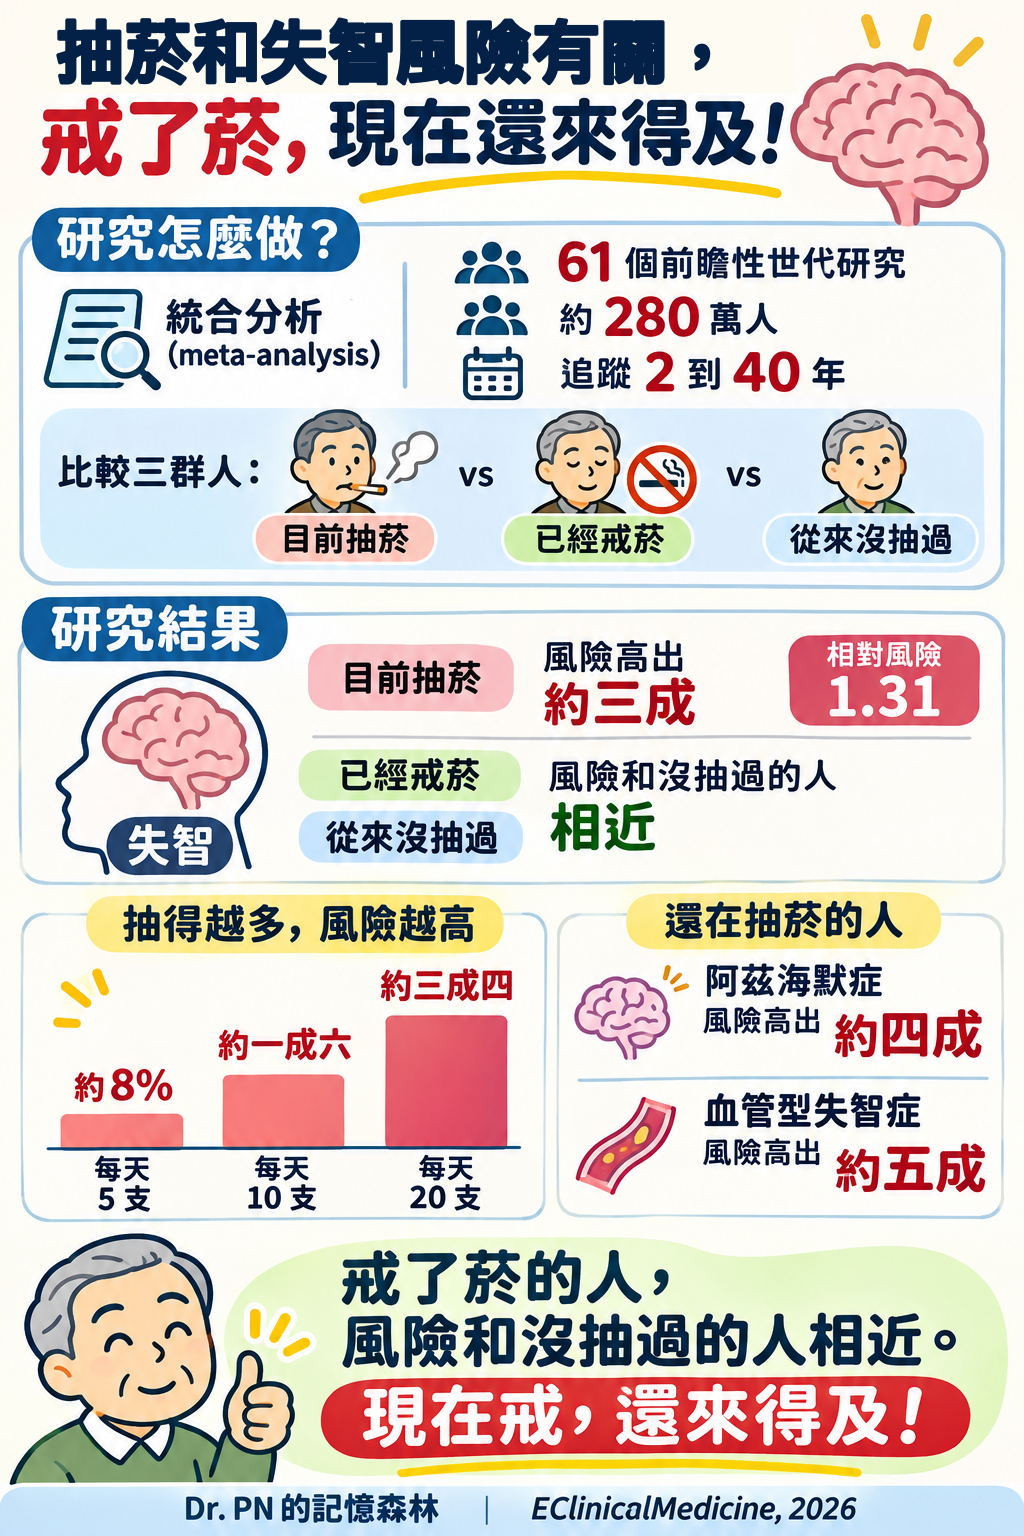 抽菸和失智風險有關，
戒了菸，現在還來得及！
研究怎麼做？
統合分析
（meta-analysis）
61 個前瞻性世代研究
約 280 萬人
追蹤 2 到 40 年
比較三群人：
目前抽菸
vs
已經戒菸
vs
從來沒抽過
研究結果
失智
目前抽菸
風險高出
約三成
相對風險
1.31
已經戒菸
從來沒抽過
風險和沒抽過的人
相近
抽得越多，風險越高
約 8%
約一成六
約三成四
每天
5 支
每天
10 支
每天
20 支
還在抽菸的人
阿茲海默症
風險高出 約四成
血管型失智症
風險高出 約五成
戒了菸的人，
風險和沒抽過的人相近。
現在戒，還來得及！
Dr. PN 的記憶森林 | EClinicalMedicine, 2026